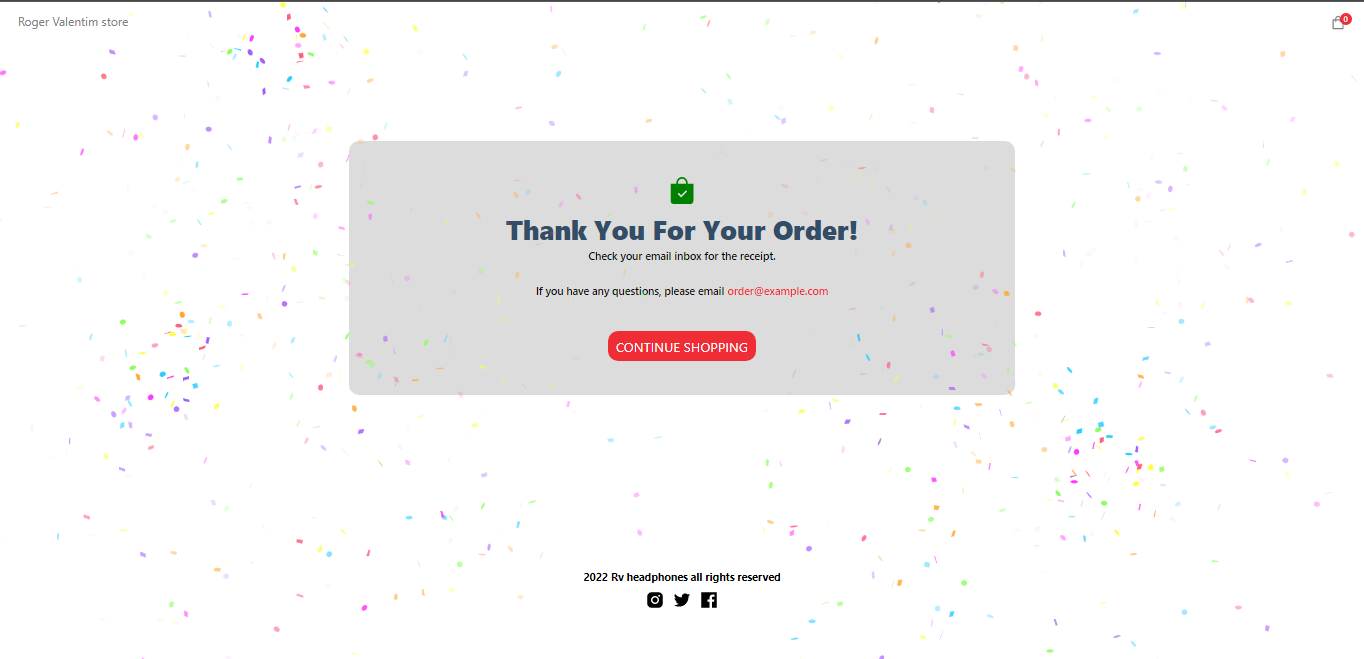 Roger Valentim store
0
Thank You For Your Order!
Check your email inbox for the receipt.
If you have any questions, please email order@example.com
CONTINUE SHOPPING
2022 Rv headphones all rights reserved